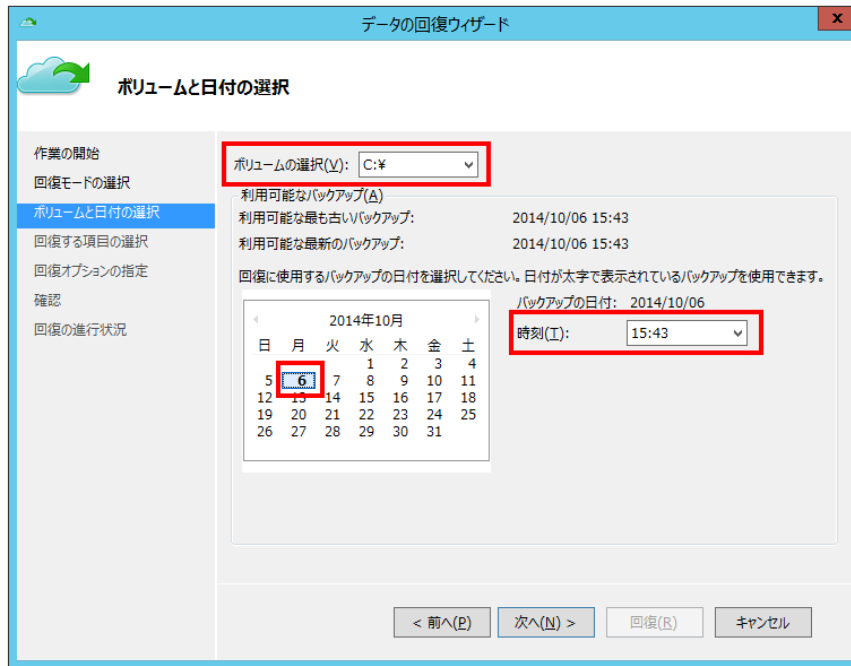 データの回復ウィザード
x
ボリュームと日付の選択
作業の開始
回復モードの選択
ボリュームと日付の選択
回復する項目の選択
回復オプションの指定
確認
回復の進行状況
ボリュームの選択(V): C:¥
利用可能なバックアップ(A)
利用可能な最も古いバックアップ: 2014/10/06 15:43
利用可能な最新のバックアップ: 2014/10/06 15:43
回復に使用するバックアップの日付を選択してください。日付が太字で表示されているバックアップを使用できます。
2014年10月
日 月 火 水 木 金 土
1 2 3 4
5 6 7 8 9 10 11
12 13 14 15 16 17 18
19 20 21 22 23 24 25
26 27 28 29 30 31
バックアップの日付: 2014/10/06
時刻(T): 15:43
< 前へ(P) 次へ(N) > 回復(R) キャンセル